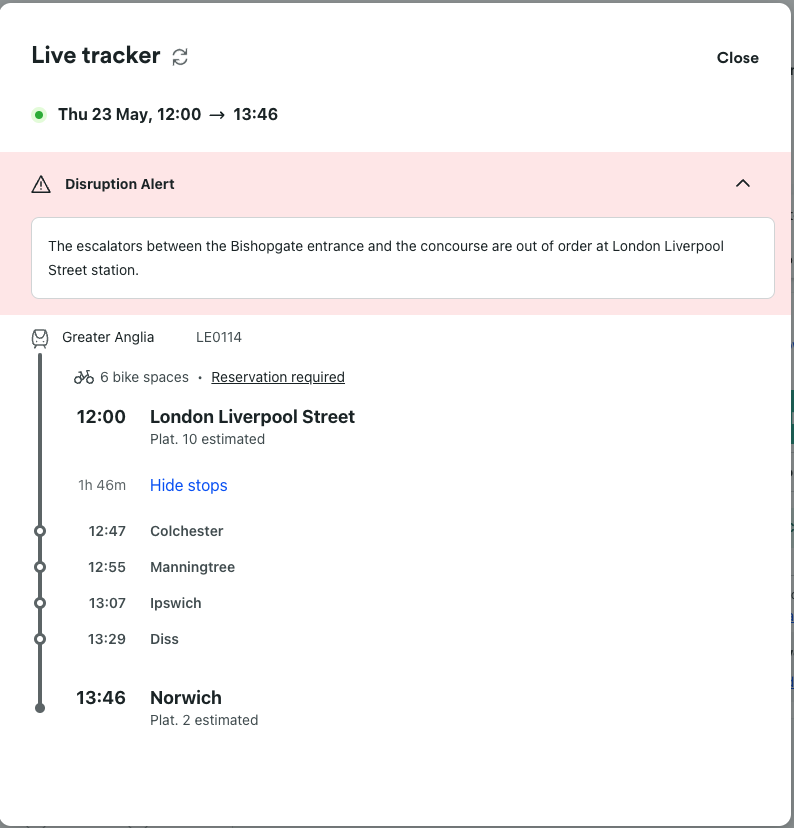 Live tracker
Close
Thu 23 May, 12:00 → 13:46
Disruption Alert
The escalators between the Bishopgate entrance and the concourse are out of order at London Liverpool
Street station.
Greater Anglia LE0114
6 bike spaces • Reservation required
12:00 London Liverpool Street
Plat. 10 estimated
1h 46m Hide stops
12:47 Colchester
12:55 Manningtree
13:07 Ipswich
13:29 Diss
13:46 Norwich
Plat. 2 estimated